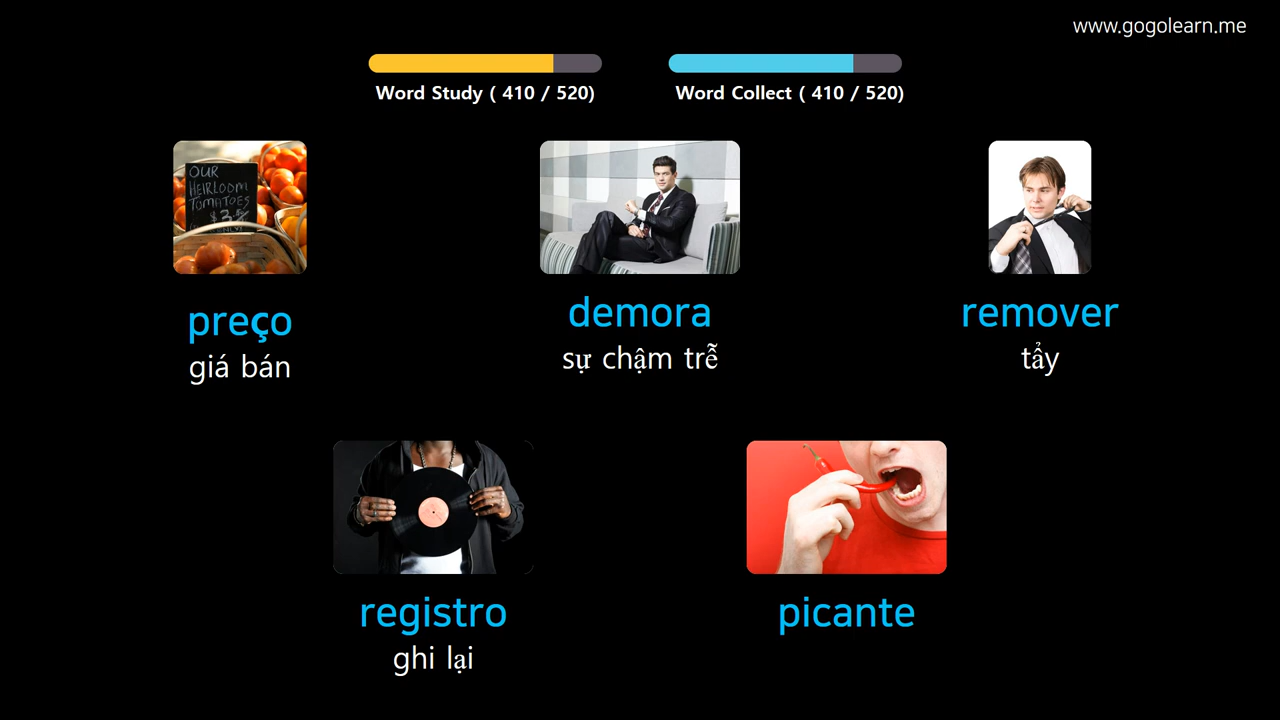 www.gogolearn.me
Word Study ( 410 / 520)
Word Collect ( 410 / 520)
OUR
HEIRLOOM
TOMATOES
preço
giá bán
demora
sự chậm trễ
remover
tẩy
registro
ghi lại
picante